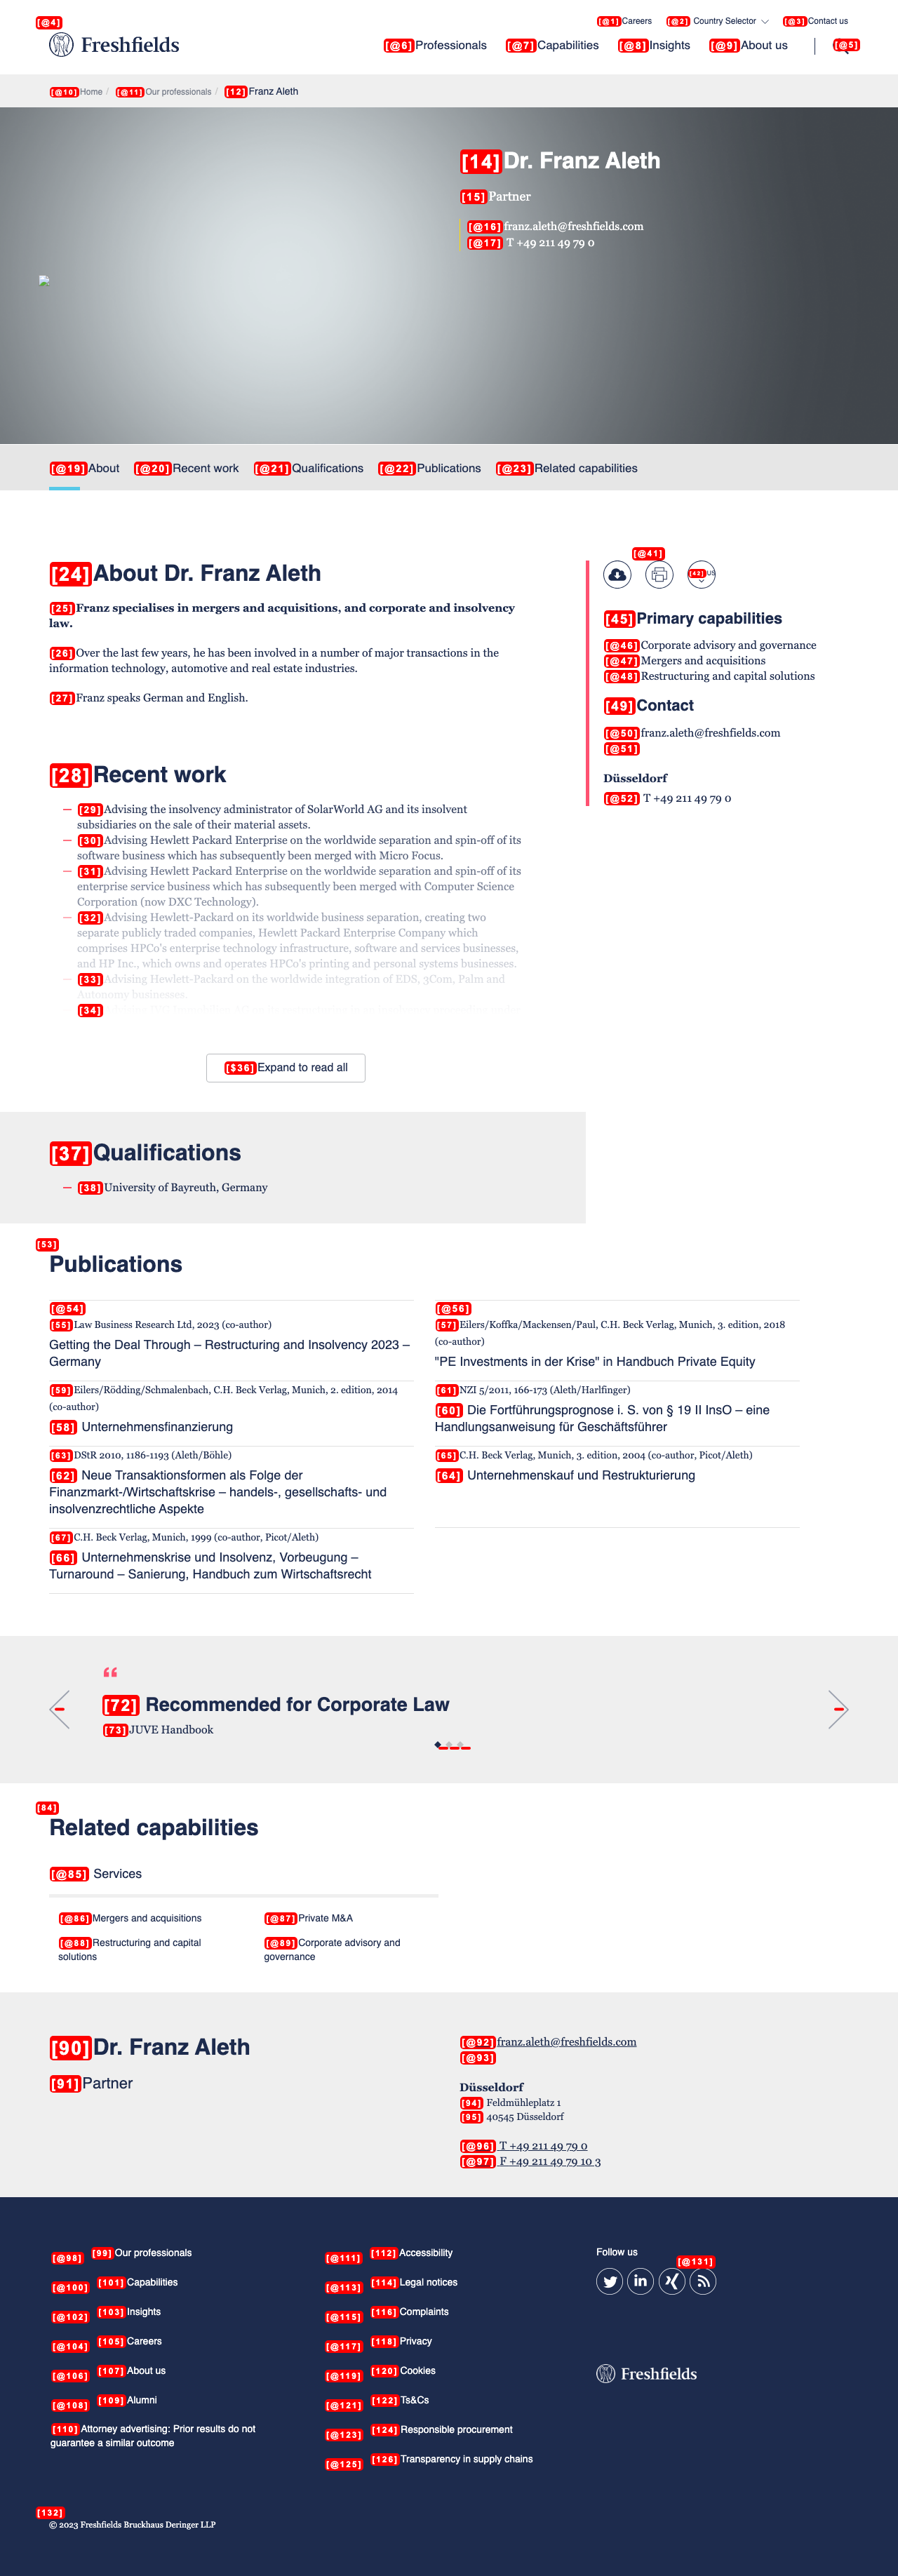 [@4]
[@1]Careers [@2] Country Selector [@3]Contact us
Freshfields
[@6]Professionals [@7]Capabilities [@8]Insights [@9]About us [@5]
[@10]Home / [@11]Our professionals / [12]Franz Aleth
[14]Dr. Franz Aleth
[15]Partner
[@16]franz.aleth@freshfields.com
[@17] T +49 211 49 79 0
[@19]About [@20]Recent work [@21]Qualifications [@22]Publications [@23]Related capabilities
[24]About Dr. Franz Aleth
[25]Franz specialises in mergers and acquisitions, and corporate and insolvency
law.
[26]Over the last few years, he has been involved in a number of major transactions in the
information technology, automotive and real estate industries.
[27]Franz speaks German and English.
[@41]
[42]US
[45]Primary capabilities
[@46]Corporate advisory and governance
[@47]Mergers and acquisitions
[@48]Restructuring and capital solutions
[49]Contact
[@50]franz.aleth@freshfields.com
[@51]
Düsseldorf
[@52] T +49 211 49 79 0
[28]Recent work
[29]Advising the insolvency administrator of SolarWorld AG and its insolvent
subsidiaries on the sale of their material assets.
[30]Advising Hewlett Packard Enterprise on the worldwide separation and spin-off of its
software business which has subsequently been merged with Micro Focus.
[31]Advising Hewlett Packard Enterprise on the worldwide separation and spin-off of its
enterprise service business which has subsequently been merged with Computer Science
Corporation (now DXC Technology).
[32]Advising Hewlett-Packard on its worldwide business separation, creating two
separate publicly traded companies, Hewlett Packard Enterprise Company which
comprises HPCo's enterprise technology infrastructure, software and services businesses,
and HP Inc., which owns and operates HPCo's printing and personal systems businesses.
[33]Advising Hewlett-Packard on the worldwide integration of EDS, 3Com, Palm and
Autonomy businesses.
[34]
[$36]Expand to read all
[37]Qualifications
[38]University of Bayreuth, Germany
[53]
Publications
[@54]
[55]Law Business Research Ltd, 2023 (co-author)
Getting the Deal Through – Restructuring and Insolvency 2023 –
Germany
[@56]
[57]Eilers/Koffka/Mackensen/Paul, C.H. Beck Verlag, Munich, 3. edition, 2018
(co-author)
"PE Investments in der Krise" in Handbuch Private Equity
[59]Eilers/Rödding/Schmalenbach, C.H. Beck Verlag, Munich, 2. edition, 2014
(co-author)
[58] Unternehmensfinanzierung
[61]NZI 5/2011, 166-173 (Aleth/Harlfinger)
[60] Die Fortführungsprognose i. S. von § 19 II InsO – eine
Handlungsanweisung für Geschäftsführer
[63]DStR 2010, 1186-1193 (Aleth/Böhle)
[62] Neue Transaktionsformen als Folge der
Finanzmarkt-/Wirtschaftskrise – handels-, gesellschafts- und
insolvenzrechtliche Aspekte
[65]C.H. Beck Verlag, Munich, 3. edition, 2004 (co-author, Picot/Aleth)
[64] Unternehmenskauf und Restrukturierung
[67]C.H. Beck Verlag, Munich, 1999 (co-author, Picot/Aleth)
[66] Unternehmenskrise und Insolvenz, Vorbeugung –
Turnaround – Sanierung, Handbuch zum Wirtschaftsrecht
“
[72] Recommended for Corporate Law
[73]JUVE Handbook
[84]
Related capabilities
[@85] Services
[@86]Mergers and acquisitions [@87]Private M&A
[@88]Restructuring and capital
solutions
[@89]Corporate advisory and
governance
[90]Dr. Franz Aleth
[91]Partner
[@92]franz.aleth@freshfields.com
[@93]
Düsseldorf
[94] Feldmühleplatz 1
[95] 40545 Düsseldorf
[@96] T +49 211 49 79 0
[@97] F +49 211 49 79 10 3
[@98] [99]Our professionals
[@100] [101]Capabilities
[@102] [103]Insights
[@104] [105]Careers
[@106] [107]About us
[@108] [109]Alumni
[110]Attorney advertising: Prior results do not
guarantee a similar outcome
[@111] [112]Accessibility
[@113] [114]Legal notices
[@115] [116]Complaints
[@117] [118]Privacy
[@119] [120]Cookies
[@121] [122]Ts&Cs
[@123] [124]Responsible procurement
[@125] [126]Transparency in supply chains
Follow us
[@131]
Freshfields
[132]
© 2023 Freshfields Bruckhaus Deringer LLP